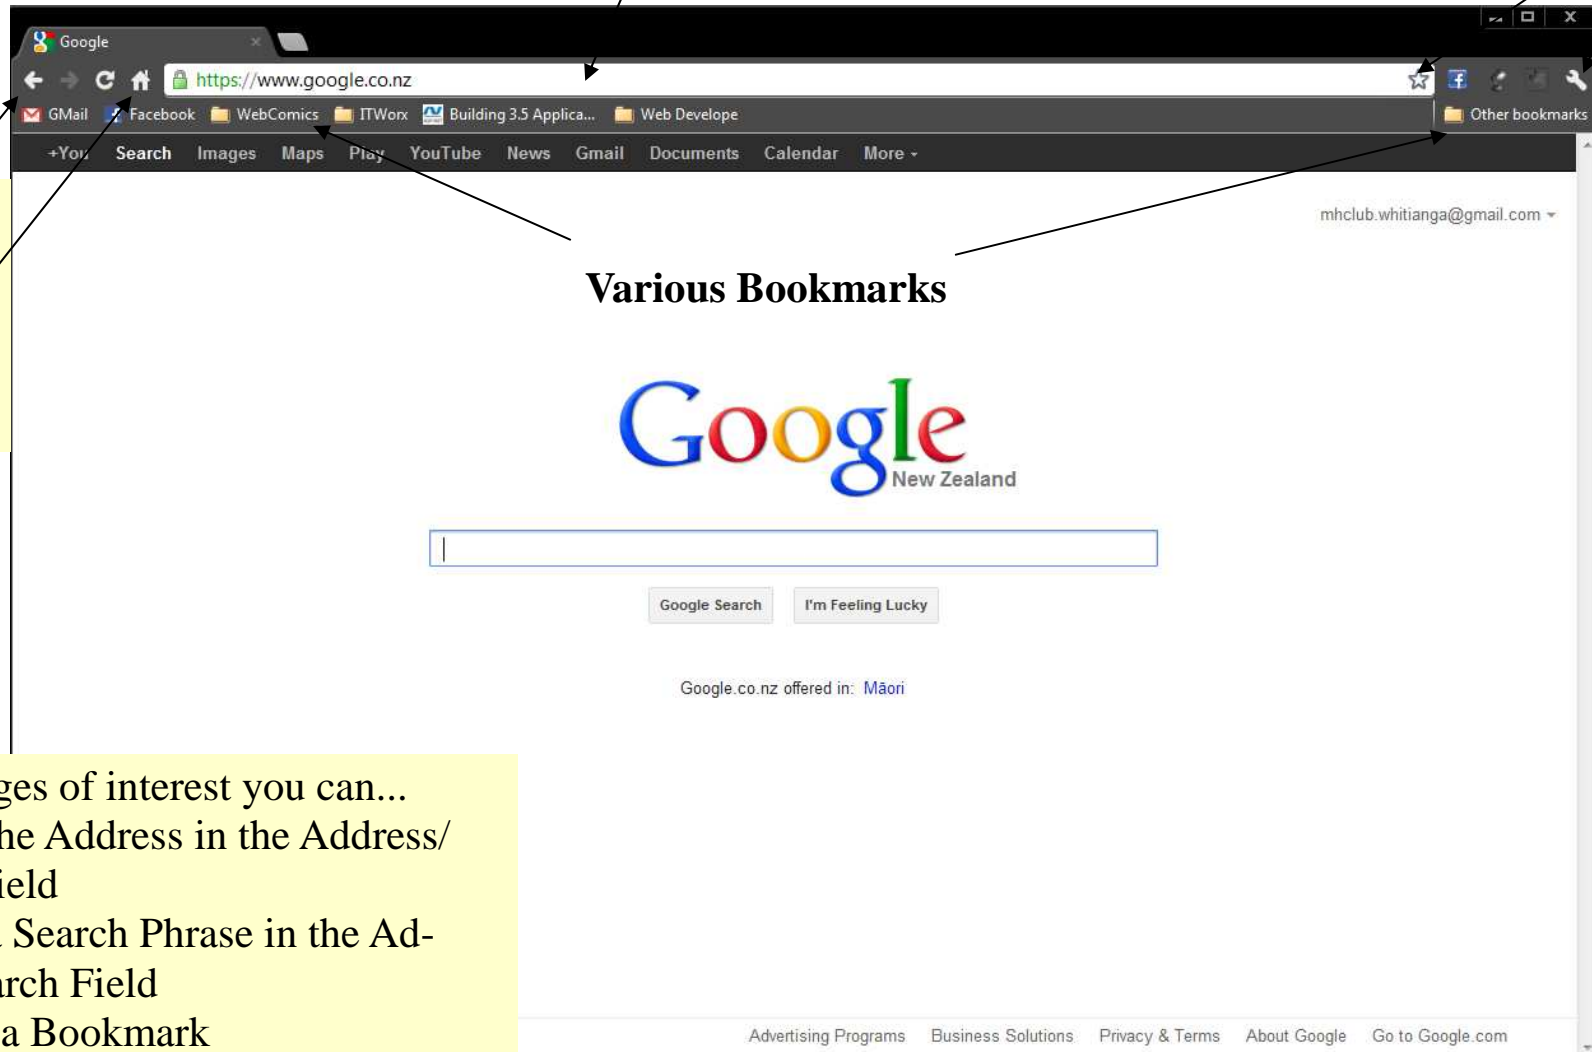 Google
https://www.google.co.nz
GMail Facebook WebComics ITWorx Building 3.5 Applica... Web Develope Other bookmarks
+You Search Images Maps Play YouTube News Gmail Documents Calendar More
mhclub.whitianga@gmail.com
Various Bookmarks
Google
New Zealand
Google Search I'm Feeling Lucky
Google.co.nz offered in: Māori
ges of interest you can...
he Address in the Address/
ield
Search Phrase in the Ad-
arch Field
a Bookmark
Advertising Programs Business Solutions Privacy & Terms About Google Go to Google.com